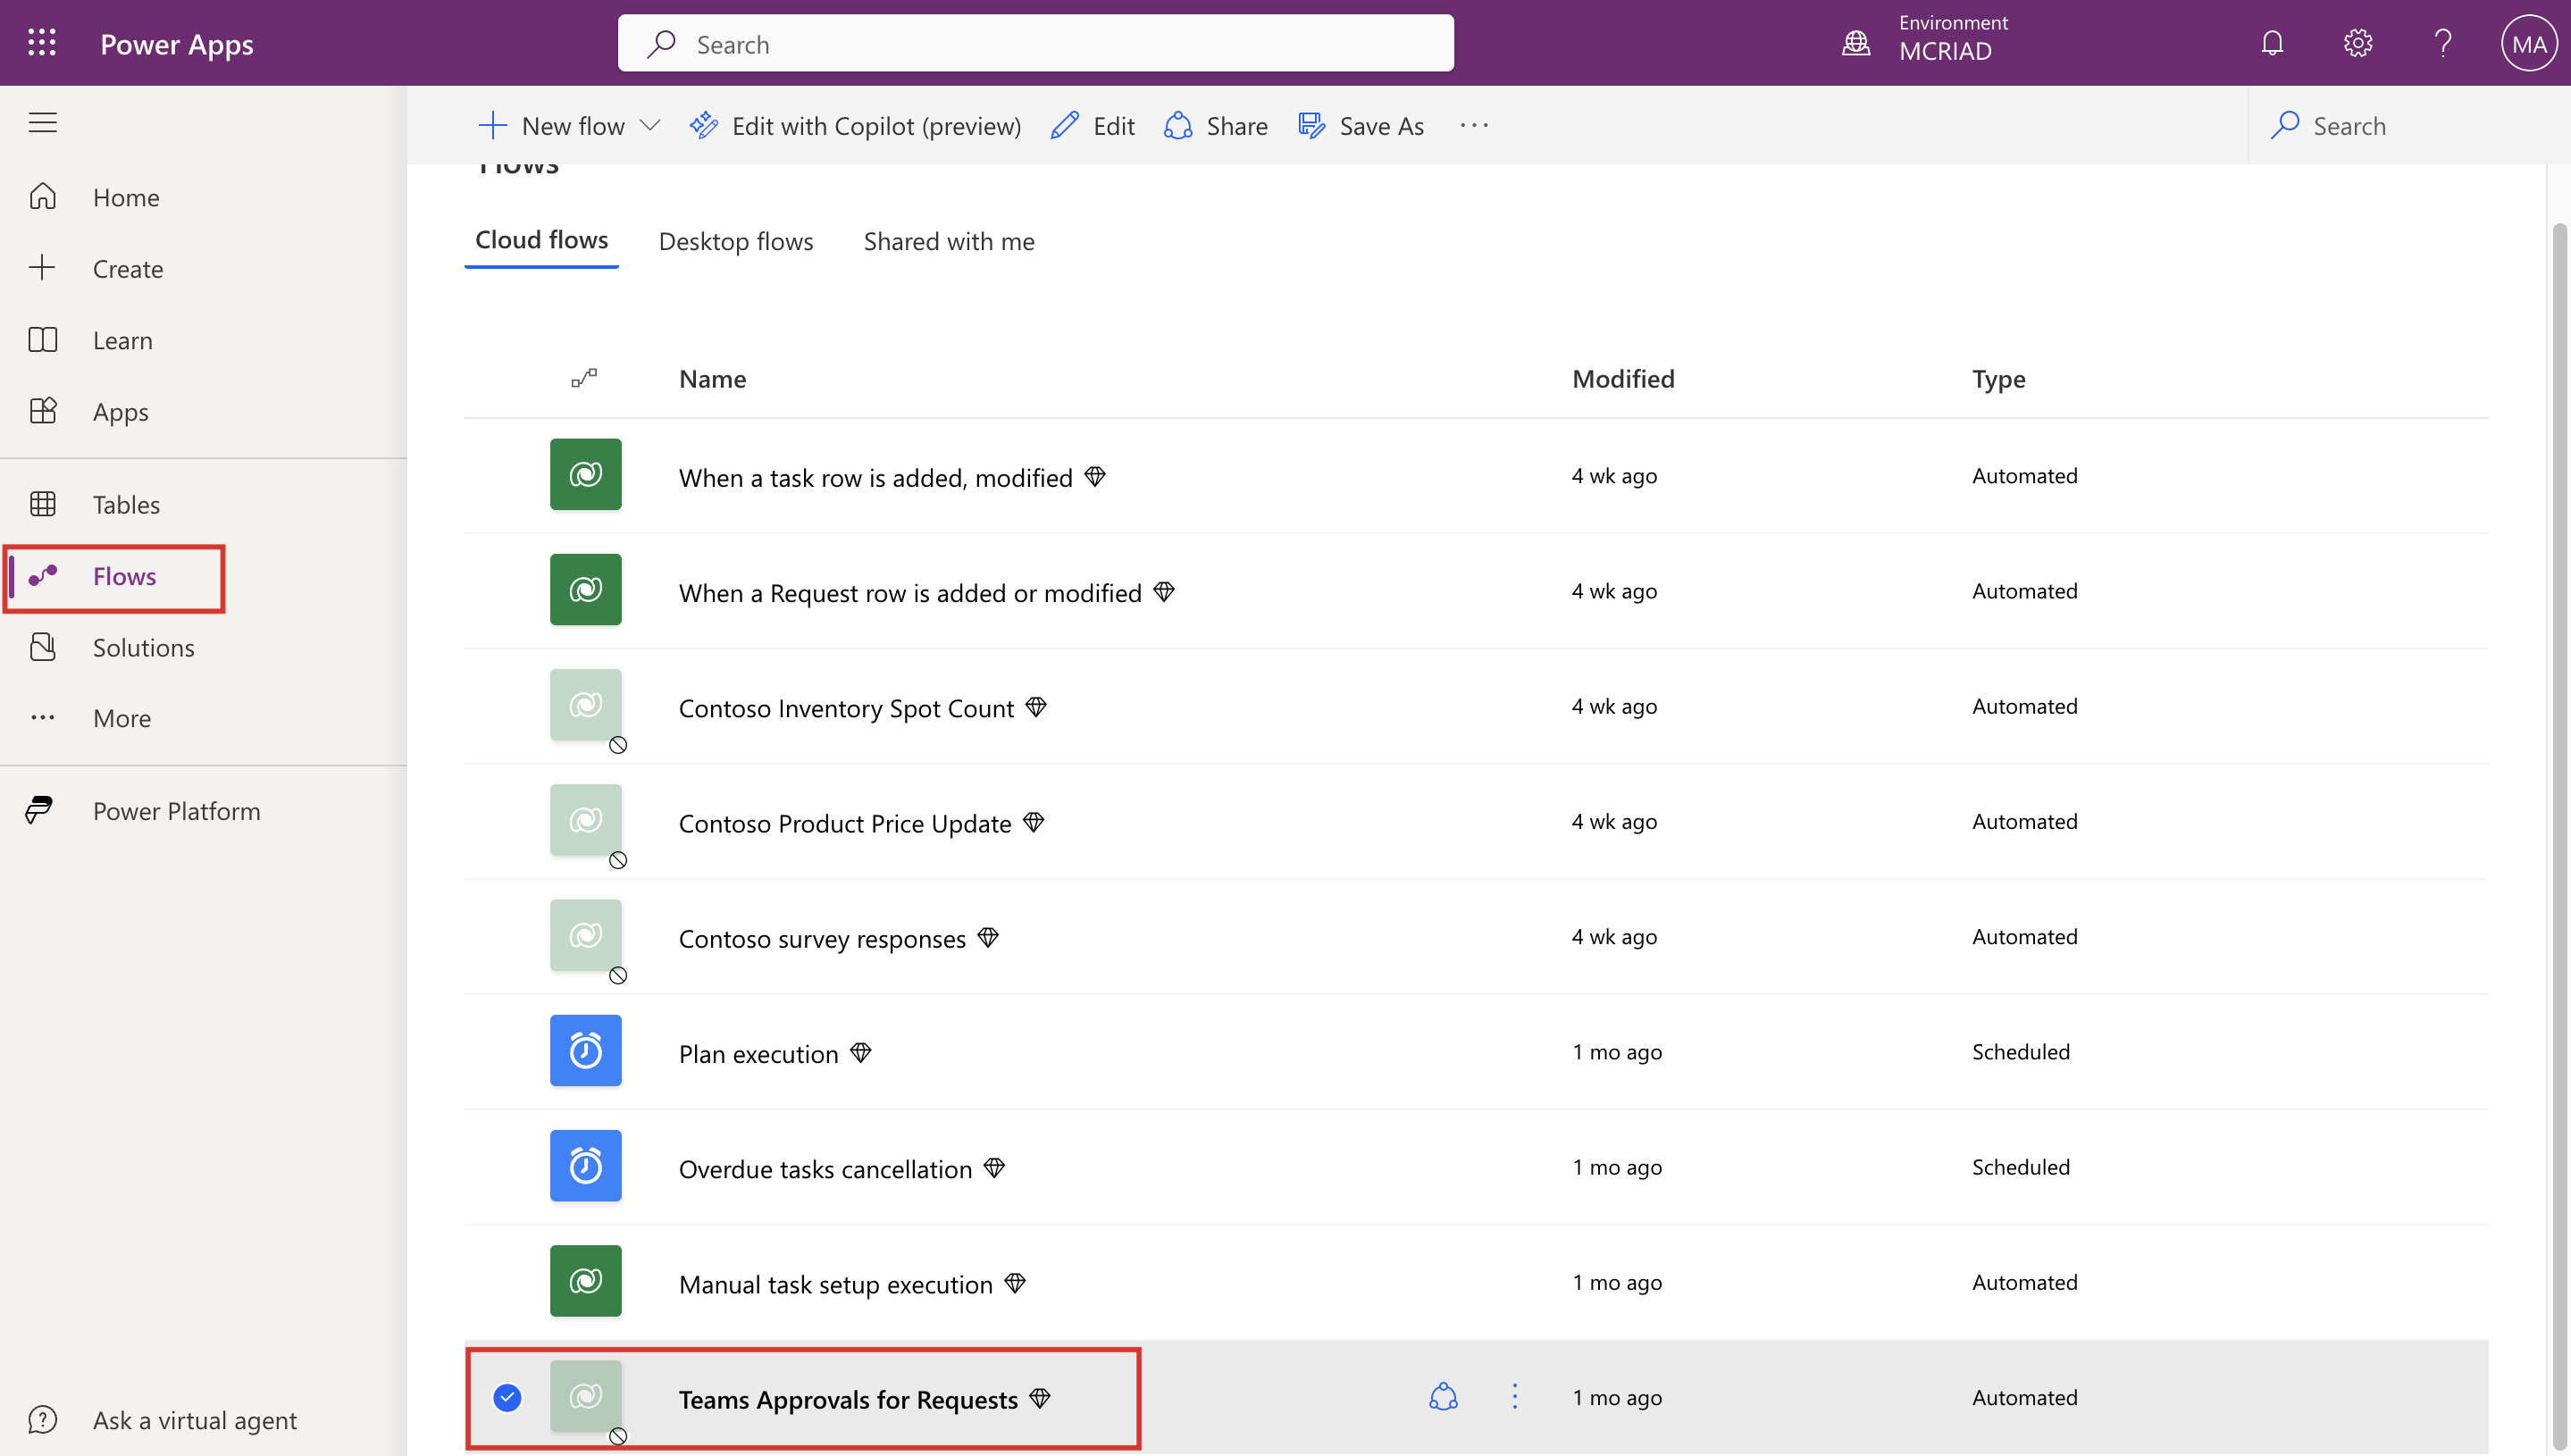 Power Apps
Search
Environment
MCRIAD
MA
New flow
Edit with Copilot (preview)
Edit
Share
Save As
Search
Home
Create
Learn
Apps
Tables
Flows
Solutions
More
Power Platform
Ask a virtual agent
Flows
Cloud flows
Desktop flows
Shared with me
Name Modified Type
When a task row is added, modified 4 wk ago Automated
When a Request row is added or modified 4 wk ago Automated
Contoso Inventory Spot Count 4 wk ago Automated
Contoso Product Price Update 4 wk ago Automated
Contoso survey responses 4 wk ago Automated
Plan execution 1 mo ago Scheduled
Overdue tasks cancellation 1 mo ago Scheduled
Manual task setup execution 1 mo ago Automated
Teams Approvals for Requests 1 mo ago Automated